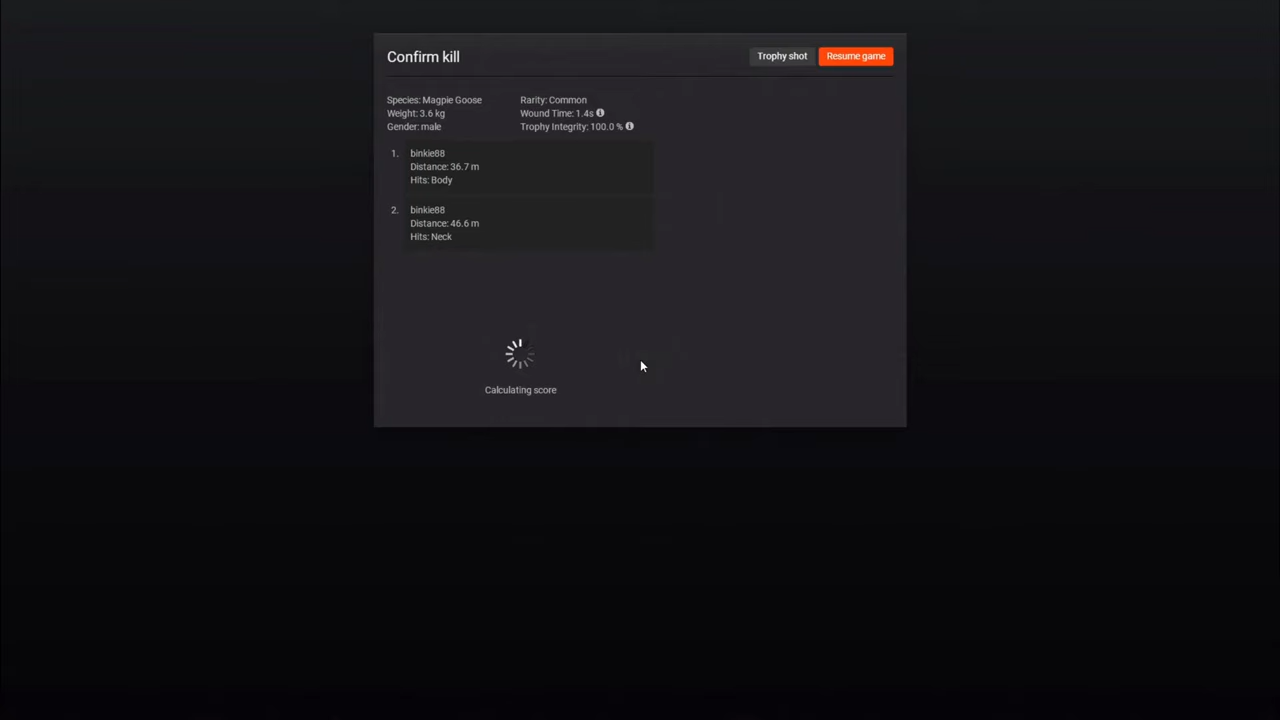 Confirm kill
Trophy shot
Resume game
Species: Magpie Goose
Weight: 3.6 kg
Gender: male
Rarity: Common
Wound Time: 1.4s
Trophy Integrity: 100.0 %
1. binkie88
Distance: 36.7 m
Hits: Body
2. binkie88
Distance: 46.6 m
Hits: Neck
Calculating score